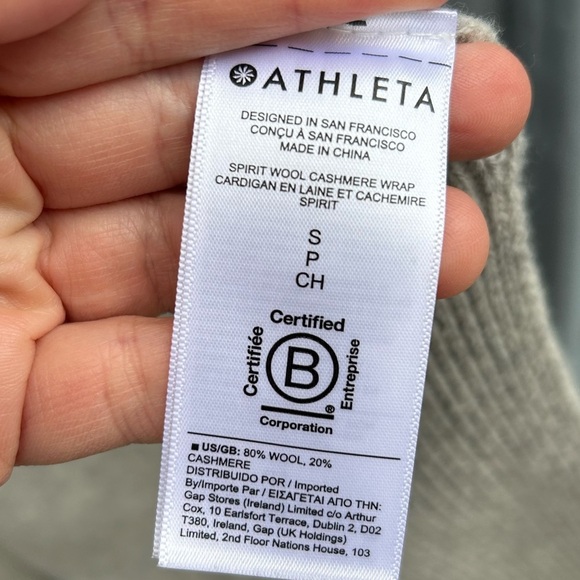 ATHLETA
DESIGNED IN SAN FRANCISCO
CONÇU À SAN FRANCISCO
MADE IN CHINA
SPIRIT WOOL CASHMERE WRAP
CARDIGAN EN LAINE ET CACHEMIRE
SPIRIT
S
P
CH
Certified
Certifiée
B
Entreprise
®
Corporation
■ US/GB: 80% WOOL, 20%
CASHMERE
DISTRIBUIDO POR / Imported
By/Importe Par / ΕΙΣΑΓΕΤΑΙ ΑΠΟ ΤΗΝ:
Gap Stores (Ireland) Limited c/o Arthur
Cox, 10 Earlsfort Terrace, Dublin 2, D02
T380, Ireland, Gap (UK Holdings)
Limited, 2nd Floor Nations House, 103